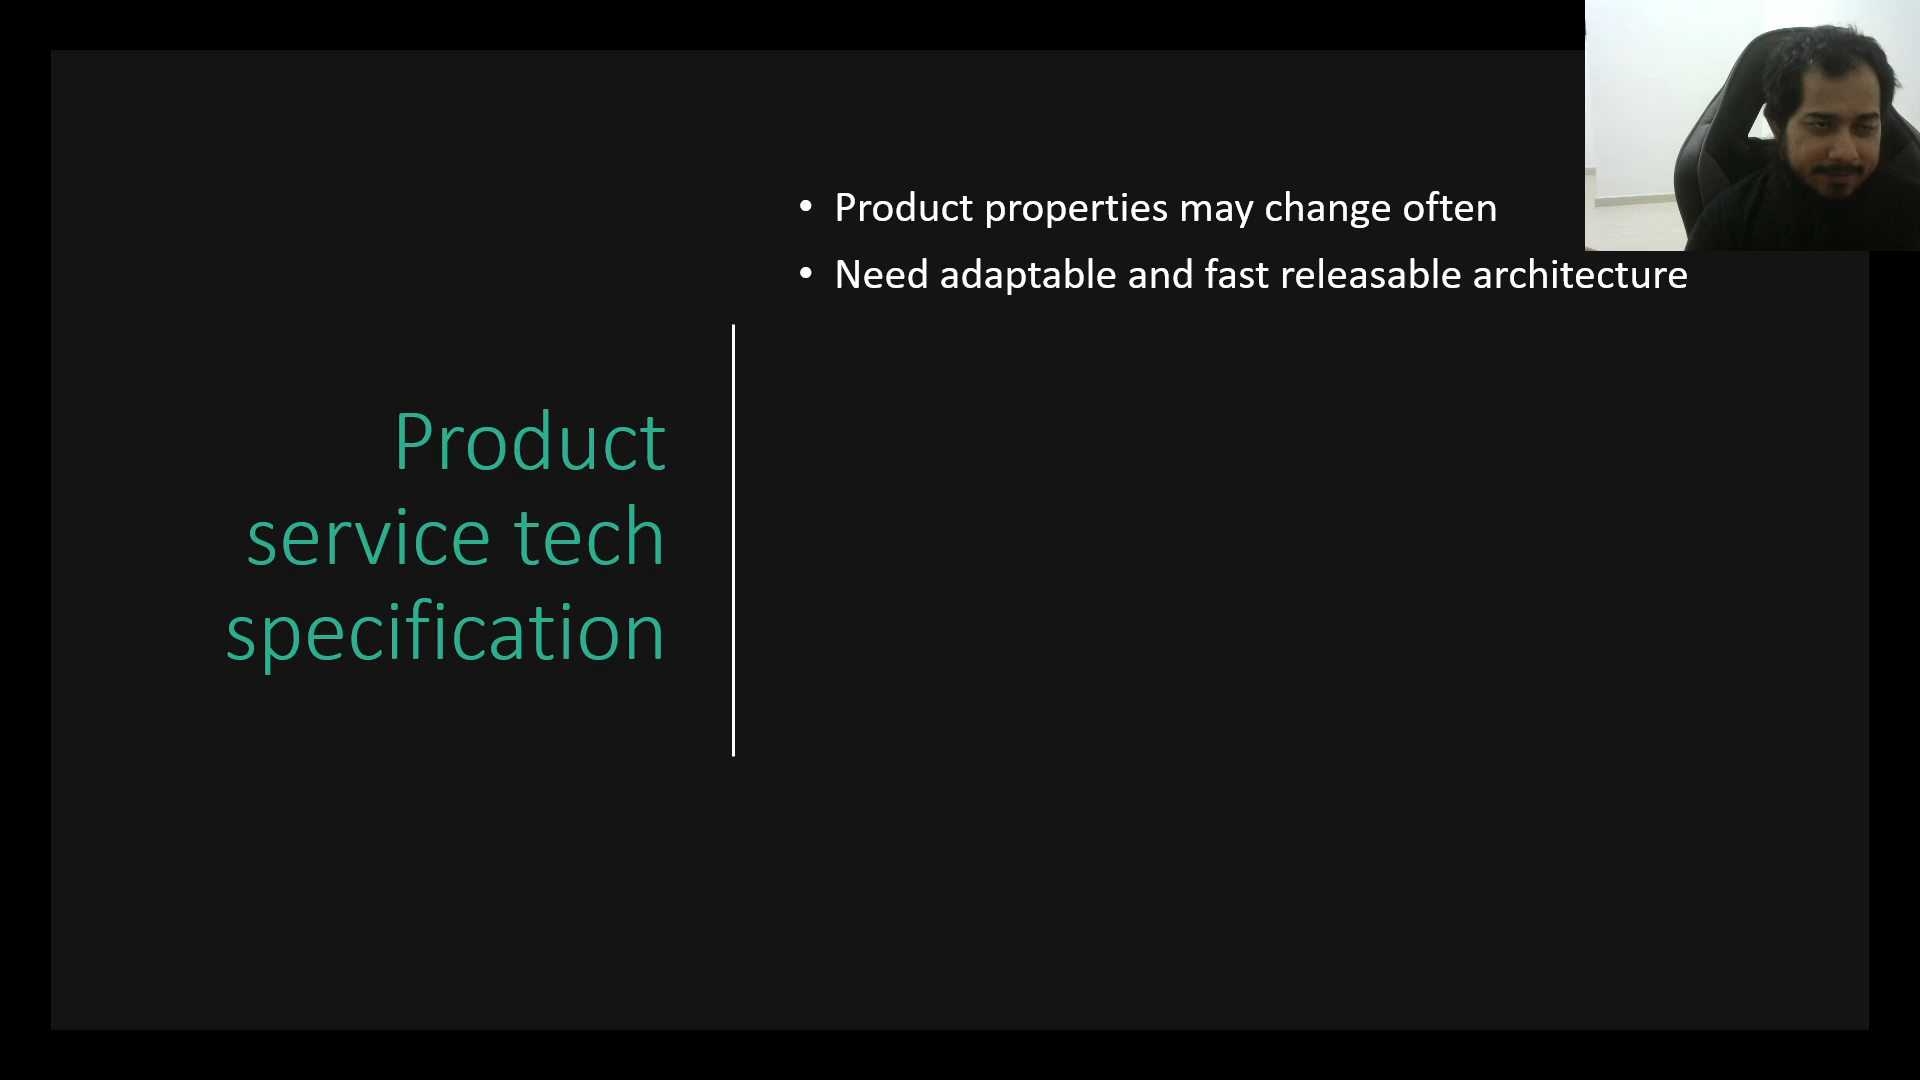 Product
service tech
specification
• Product properties may change often
• Need adaptable and fast releasable architecture